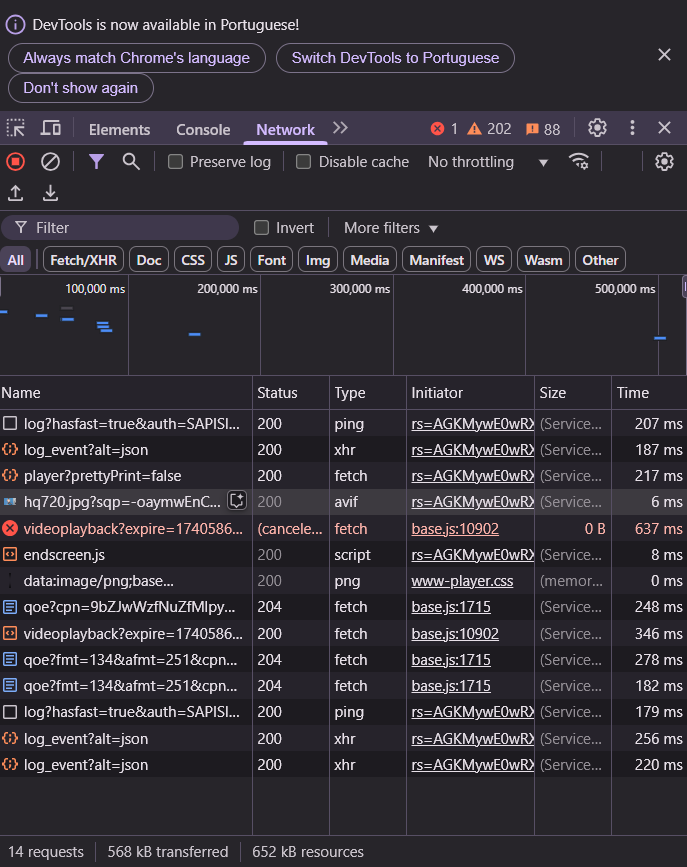 DevTools is now available in Portuguese!
Always match Chrome's language Switch DevTools to Portuguese
Don't show again
Elements Console Network 1 202 88
Preserve log Disable cache No throttling
Filter Invert More filters
All Fetch/XHR Doc CSS JS Font Img Media Manifest WS Wasm Other
100,000 ms 200,000 ms 300,000 ms 400,000 ms 500,000 ms
Name Status Type Initiator Size Time
log?hasfast=true&auth=SAPISI... 200 ping rs=AGKMywE0wRX (Service... 207 ms
log_event?alt=json 200 xhr rs=AGKMywE0wRX (Service... 187 ms
player?prettyPrint=false 200 fetch rs=AGKMywE0wRX (Service... 217 ms
hq720.jpg?sqp=-oaymwEnC... 200 avif rs=AGKMywE0wRX (Service... 6 ms
videoplayback?expire=1740586... (cancele... fetch base.js:10902 0 B 637 ms
endscreen.js 200 script rs=AGKMywE0wRX (Service... 8 ms
data:image/png;base... 200 png www-player.css (memor... 0 ms
qoe?cpn=9bZJwWzfNuZfMlpy... 204 fetch base.js:1715 (Service... 248 ms
videoplayback?expire=1740586... 200 fetch base.js:10902 (Service... 346 ms
qoe?fmt=134&afmt=251&cpn... 204 fetch base.js:1715 (Service... 278 ms
qoe?fmt=134&afmt=251&cpn... 204 fetch base.js:1715 (Service... 182 ms
log?hasfast=true&auth=SAPISI... 200 ping rs=AGKMywE0wRX (Service... 179 ms
log_event?alt=json 200 xhr rs=AGKMywE0wRX (Service... 256 ms
log_event?alt=json 200 xhr rs=AGKMywE0wRX (Service... 220 ms
14 requests 568 kB transferred 652 kB resources